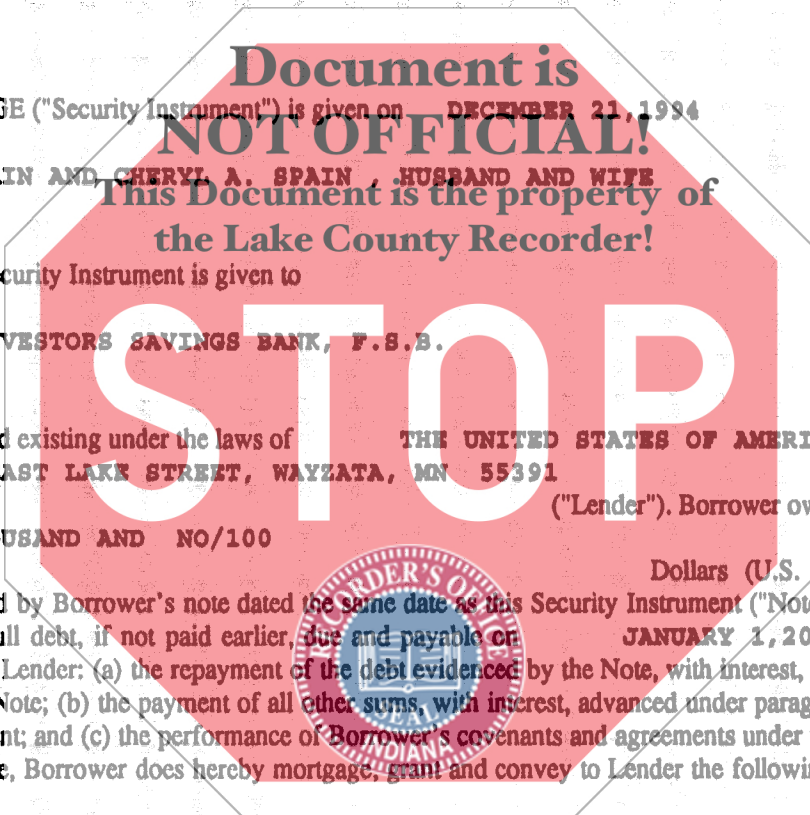 Document is
GE ("Security Instrument") is given on DECEMBER 21,1994
NOT OFFICIAL!
IN AND CHERYL A. SPAIN , HUSBAND AND WIFE
This Document is the property of
the Lake County Recorder!
curity Instrument is given to
STOP
VESTORS SAVINGS BANK, F.S.B.
d existing under the laws of THE UNITED STATES OF AMERI
AST LAKE STREET, WAYZATA, MN 55391
("Lender"). Borrower ow
USAND AND NO/100
Dollars (U.S.
d by Borrower's note dated the same date as this Security Instrument ("Note
ull debt, if not paid earlier, due and payable on JANUARY 1,20
Lender: (a) the repayment of the debt evidenced by the Note, with interest,
Note; (b) the payment of all other sums, with interest, advanced under parag
nt; and (c) the performance of Borrower's covenants and agreements under
e, Borrower does hereby mortgage, grant and convey to Lender the followin
RECORDER'S OFFICE
SEAL
INDIANA